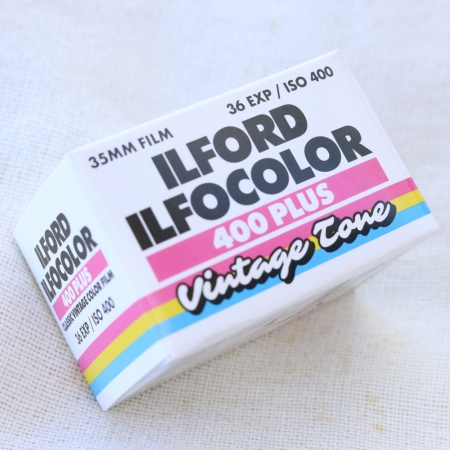 35MM FILM
36 EXP / ISO 400
ILFORD
ILFOCOLOR
400 PLUS
Vintage Tone
ILFORD
ILFOCOLOR
400 PLUS
CLASSIC VINTAGE COLOR FILM
36 EXP / ISO 400